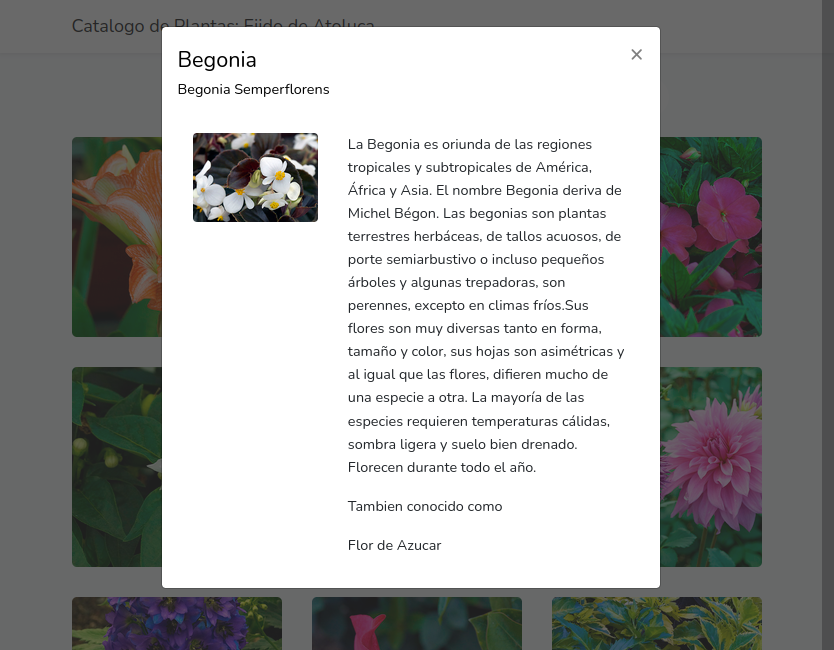 Catalogo de Plantas: Ejido de Atoluca
Begonia
×
Begonia Semperflorens
La Begonia es oriunda de las regiones
tropicales y subtropicales de América,
África y Asia. El nombre Begonia deriva de
Michel Bégon. Las begonias son plantas
terrestres herbáceas, de tallos acuosos, de
porte semiarbustivo o incluso pequeños
árboles y algunas trepadoras, son
perennes, excepto en climas fríos.Sus
flores son muy diversas tanto en forma,
tamaño y color, sus hojas son asimétricas y
al igual que las flores, difieren mucho de
una especie a otra. La mayoría de las
especies requieren temperaturas cálidas,
sombra ligera y suelo bien drenado.
Florecen durante todo el año.
Tambien conocido como
Flor de Azucar